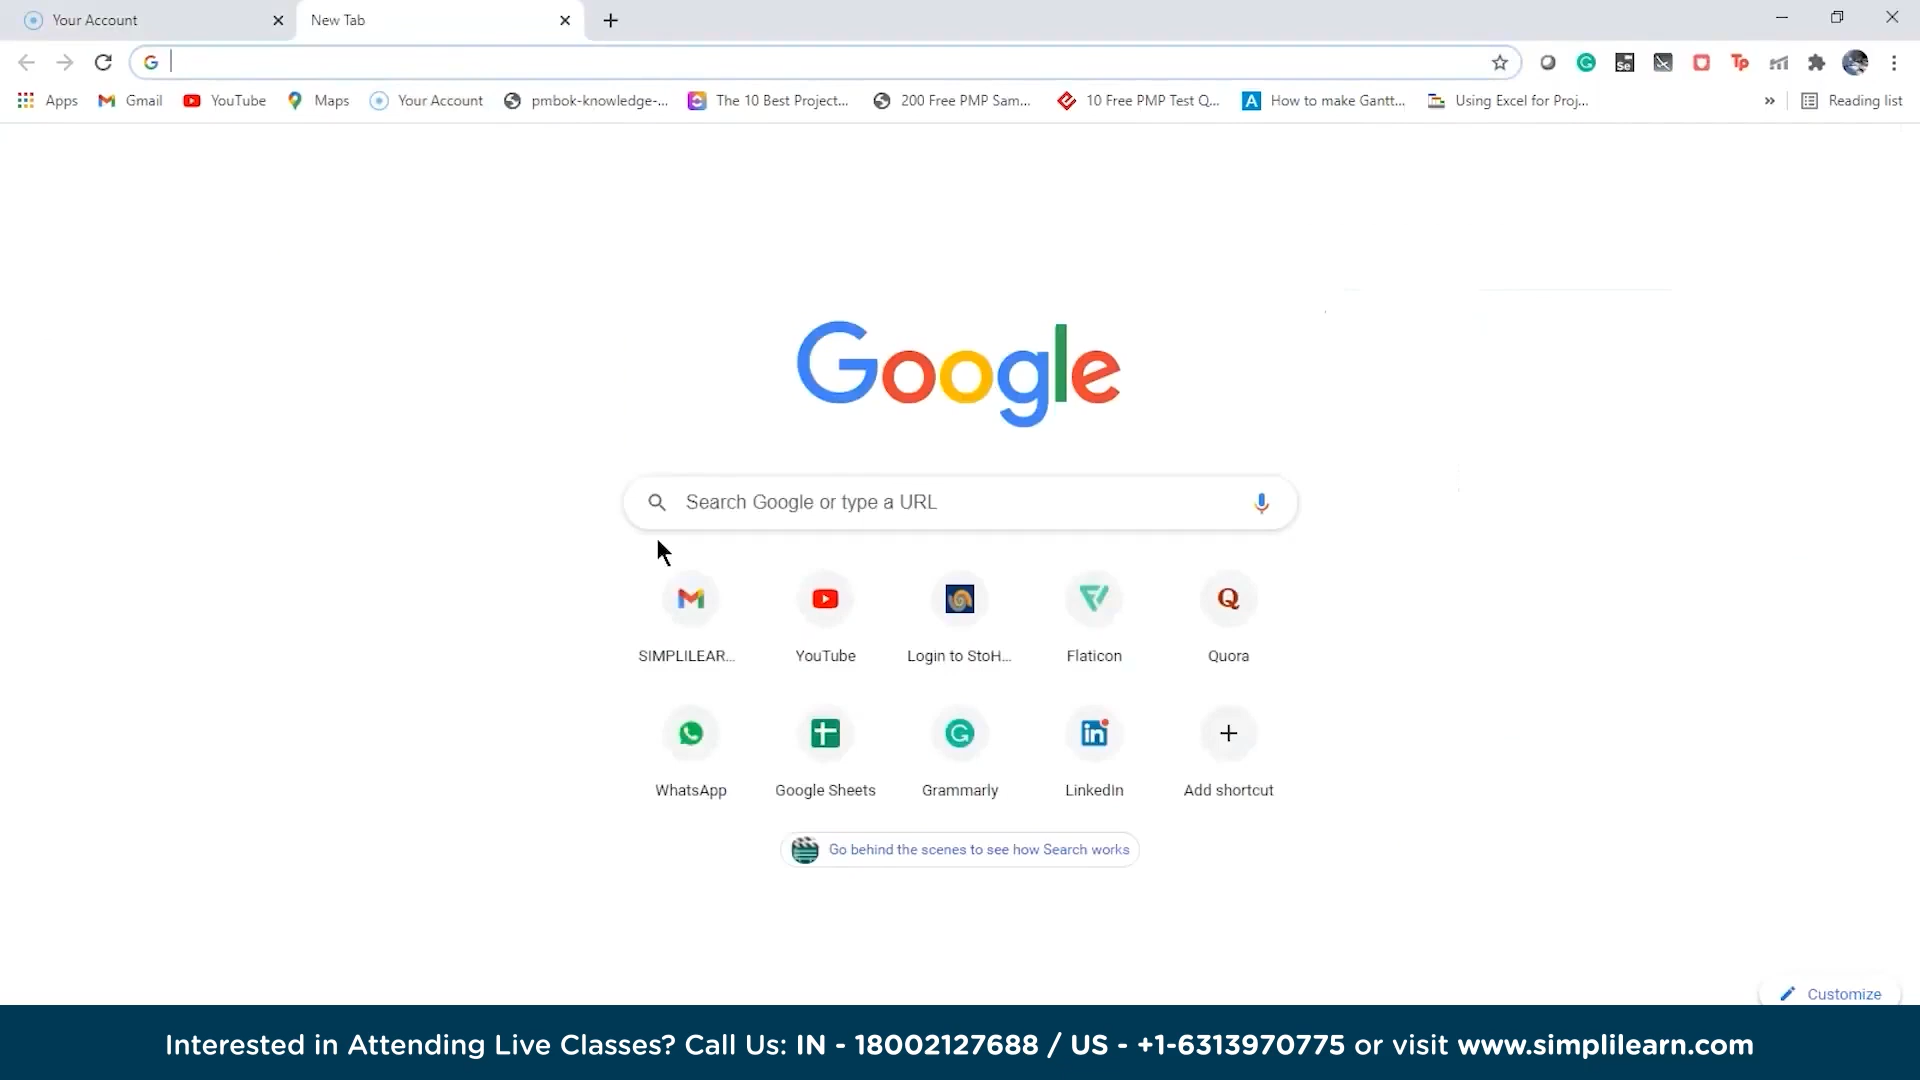 Your Account
New Tab
Apps
Gmail
YouTube
Maps
Your Account
pmbok-knowledge-...
The 10 Best Project...
200 Free PMP Sam...
10 Free PMP Test Q...
How to make Gantt...
Using Excel for Proj...
»
Reading list
Google
Search Google or type a URL
SIMPLILEAR...
YouTube
Login to StoH...
Flaticon
Quora
WhatsApp
Google Sheets
Grammarly
LinkedIn
Add shortcut
Go behind the scenes to see how Search works
Customize
Interested in Attending Live Classes? Call Us: IN - 18002127688 / US - +1-6313970775 or visit www.simplilearn.com